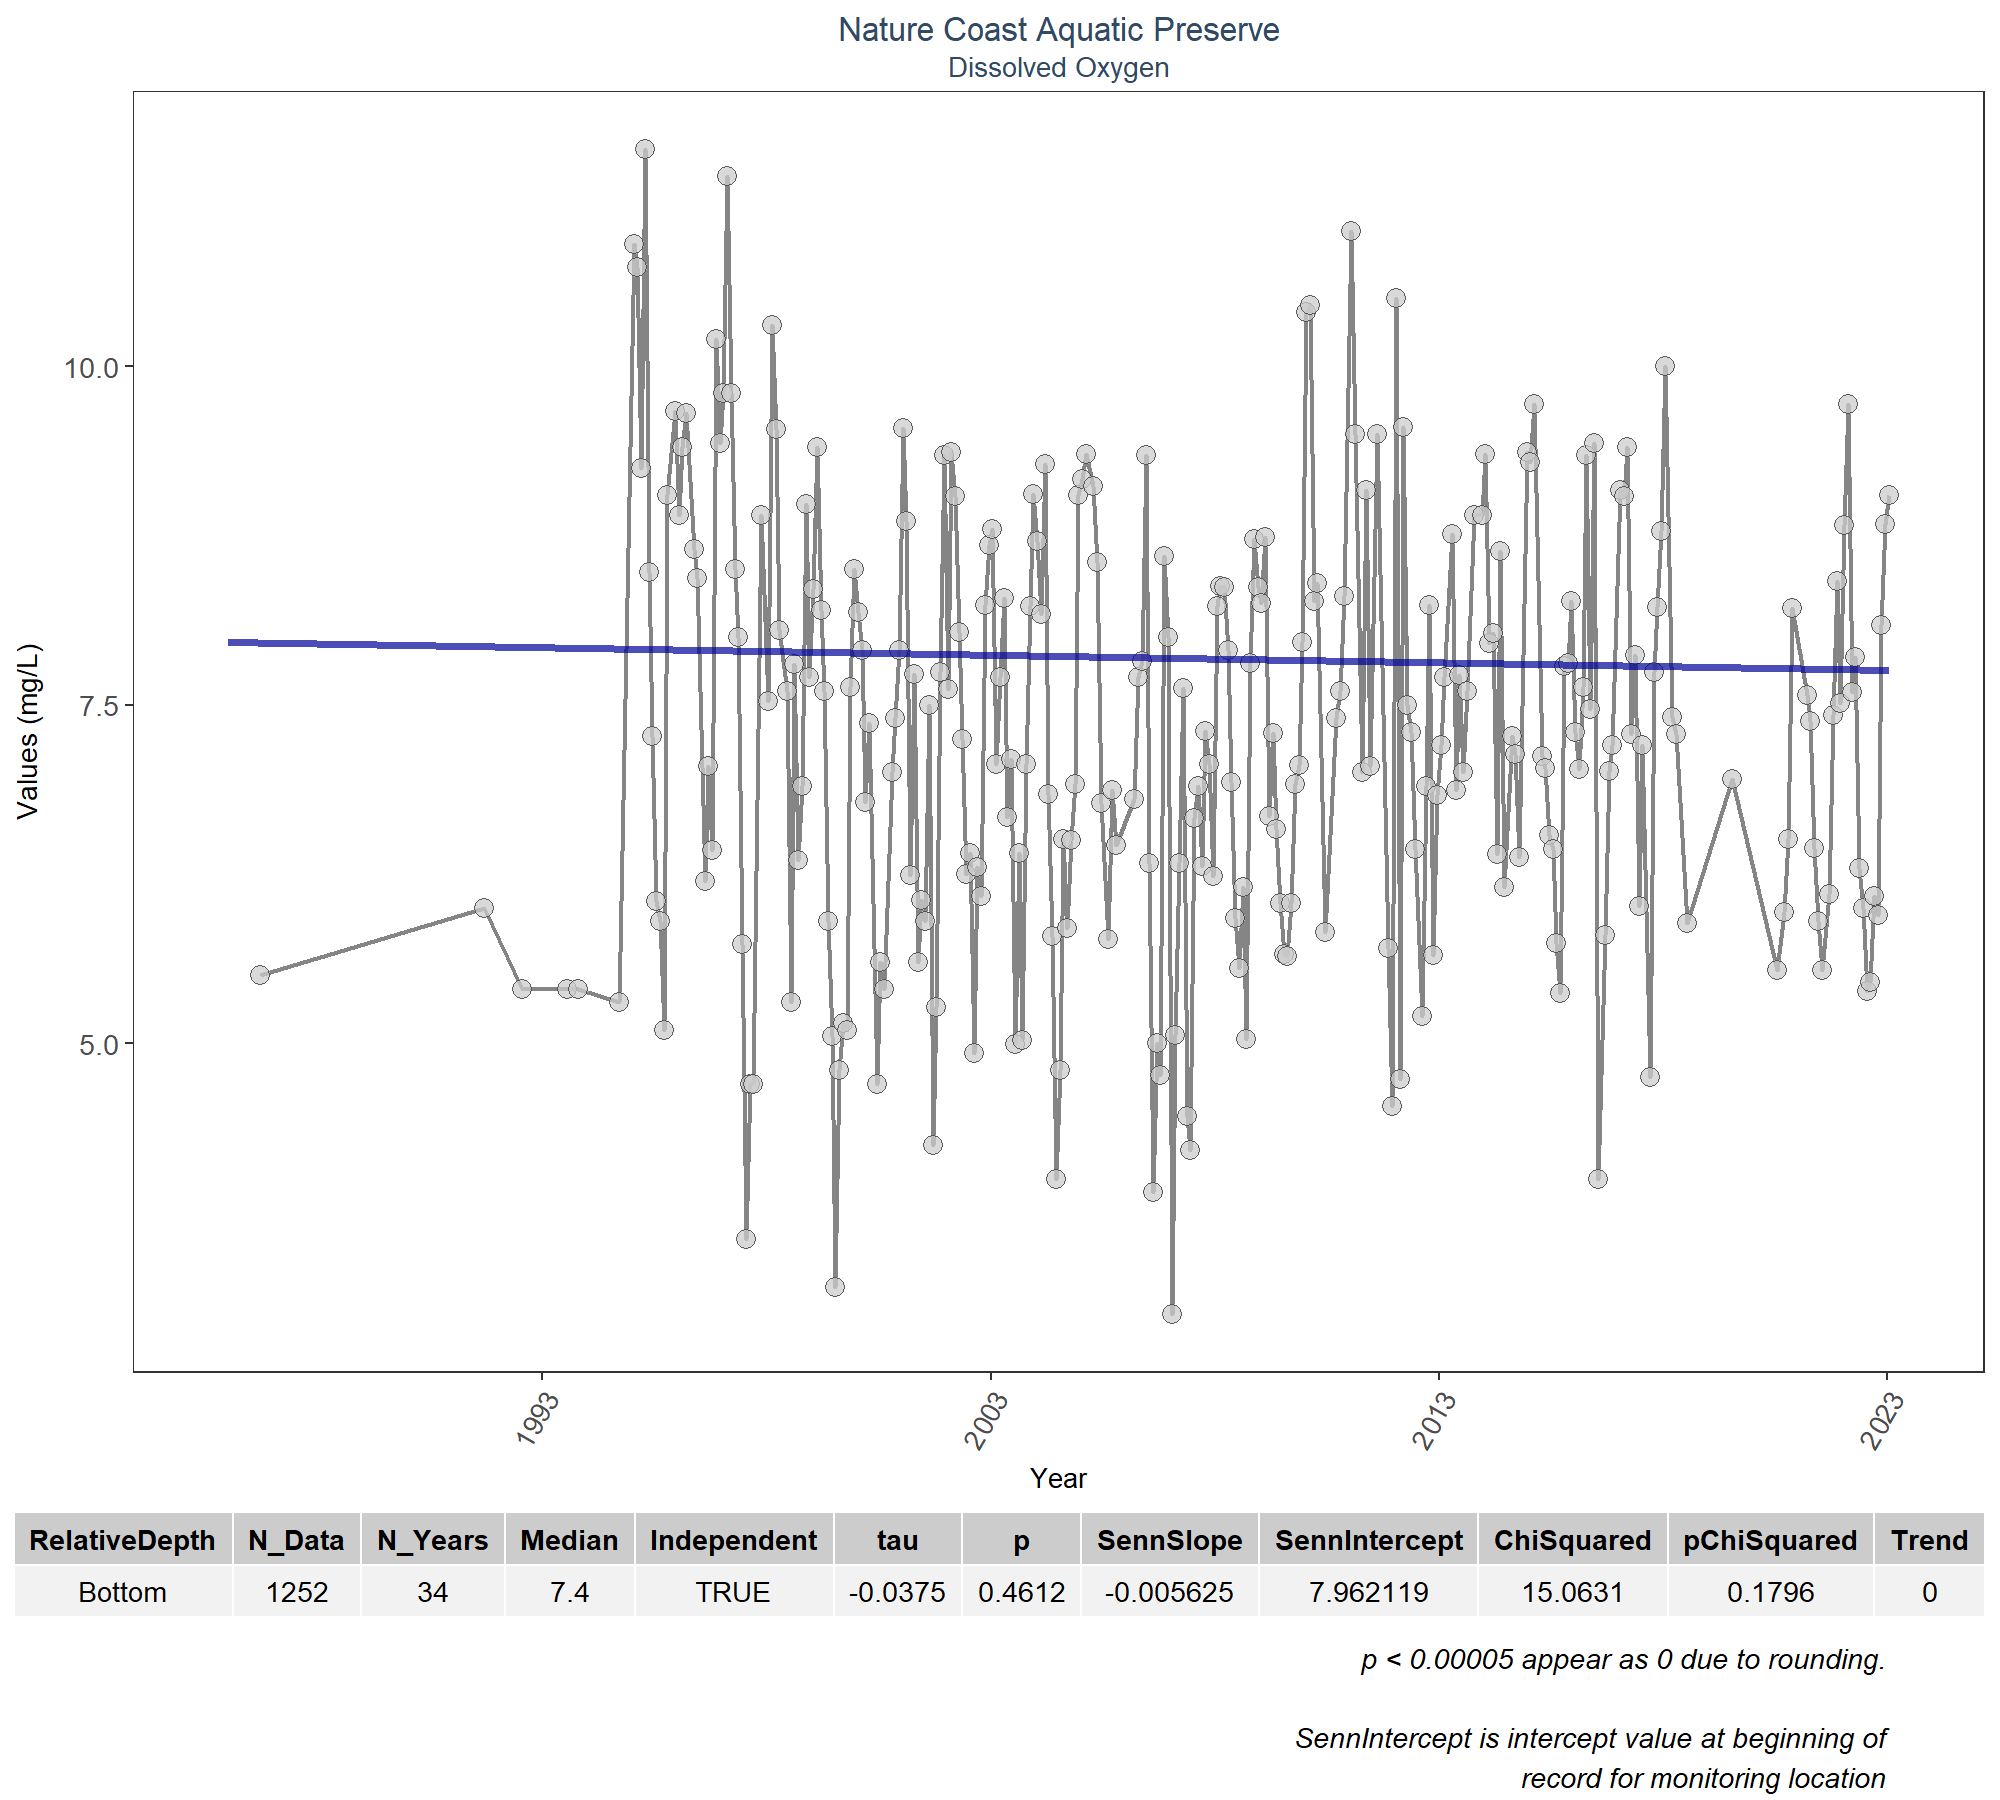 Nature Coast Aquatic Preserve
Dissolved Oxygen
Values (mg/L)
10.0
7.5
5.0
1993 2003 2013 2023
Year
RelativeDepth N_Data N_Years Median Independent tau p SennSlope SennIntercept ChiSquared pChiSquared Trend
Bottom 1252 34 7.4 TRUE -0.0375 0.4612 -0.005625 7.962119 15.0631 0.1796 0
p < 0.00005 appear as 0 due to rounding.
SennIntercept is intercept value at beginning of
record for monitoring location